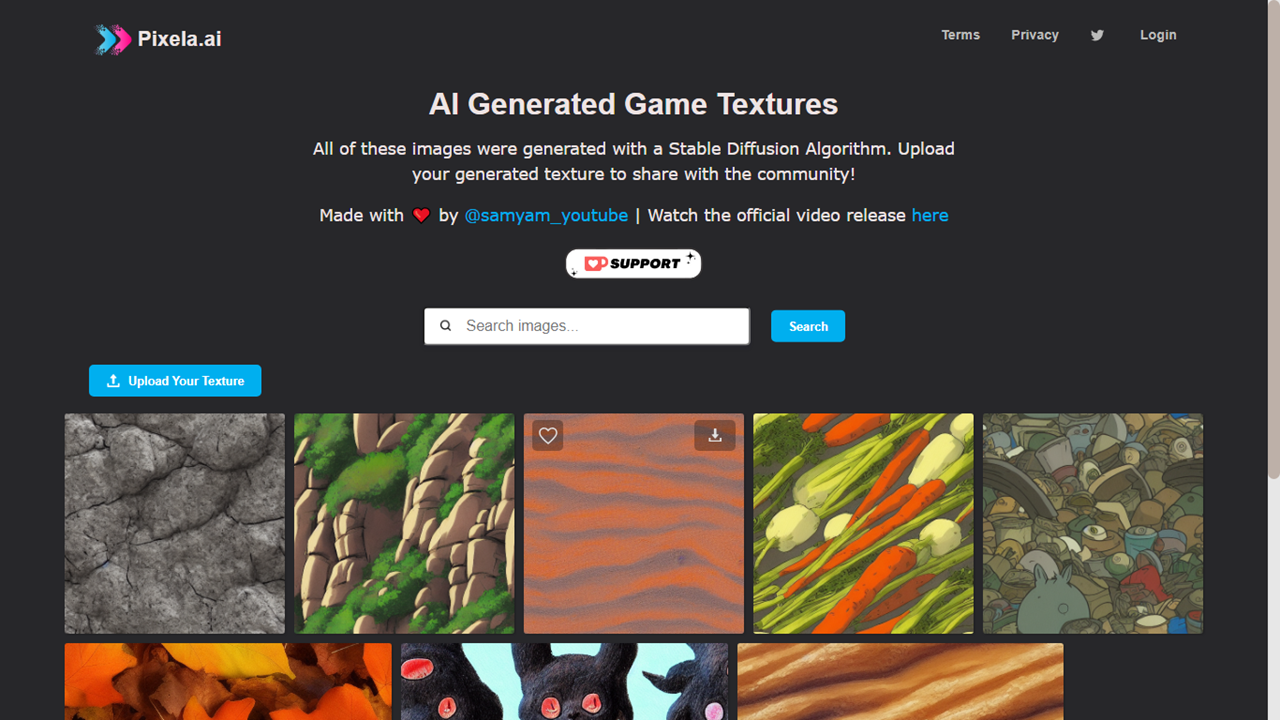 Pixela.ai
Terms Privacy Login
AI Generated Game Textures
All of these images were generated with a Stable Diffusion Algorithm. Upload
your generated texture to share with the community!
Made with ❤️ by @samyam_youtube | Watch the official video release here
SUPPORT
Search images...
Search
Upload Your Texture